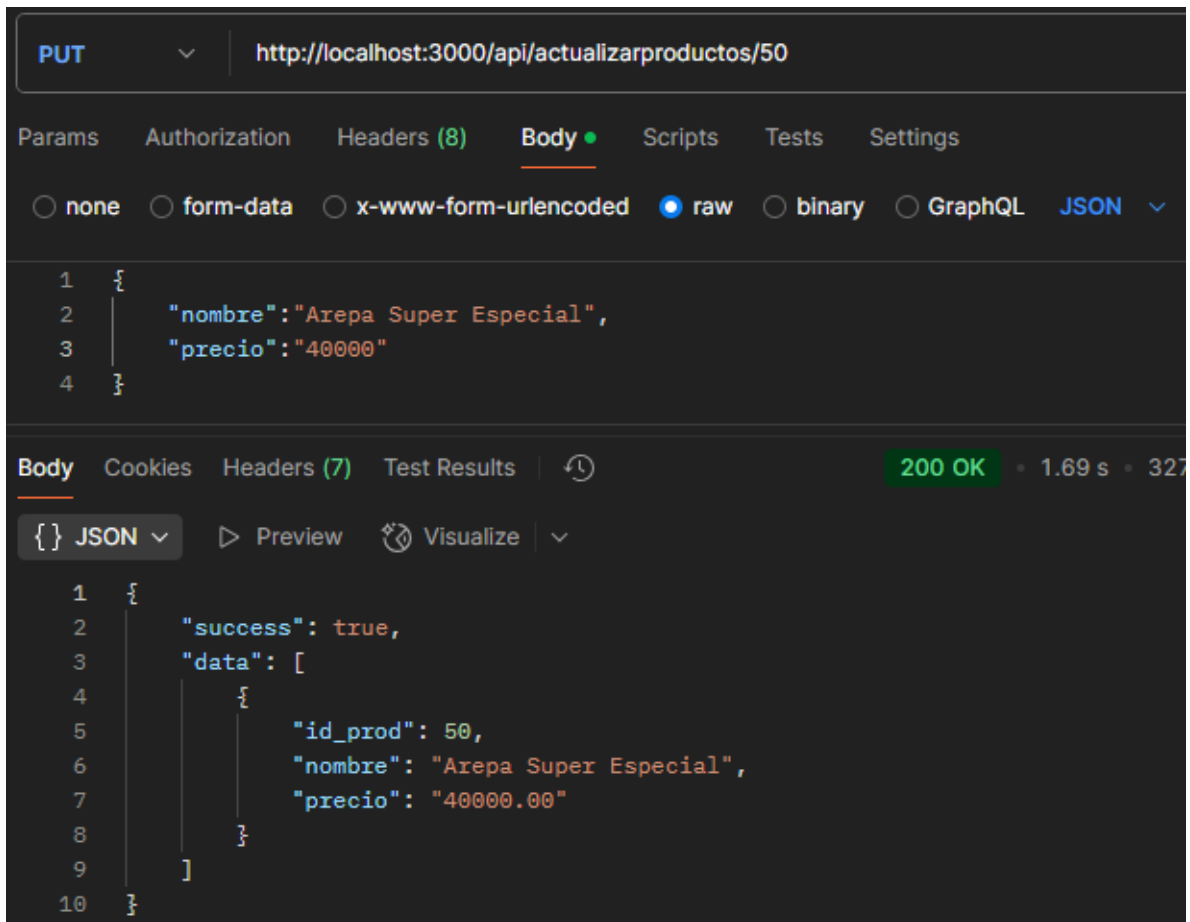 PUT http://localhost:3000/api/actualizarproductos/50
Params Authorization Headers (8) Body Scripts Tests Settings
none form-data x-www-form-urlencoded raw binary GraphQL JSON
1 {
2 "nombre":"Arepa Super Especial",
3 "precio":"40000"
4 }
Body Cookies Headers (7) Test Results 200 OK • 1.69 s • 327
{} JSON Preview Visualize
1 {
2 "success": true,
3 "data": [
4 {
5 "id_prod": 50,
6 "nombre": "Arepa Super Especial",
7 "precio": "40000.00"
8 }
9 ]
10 }